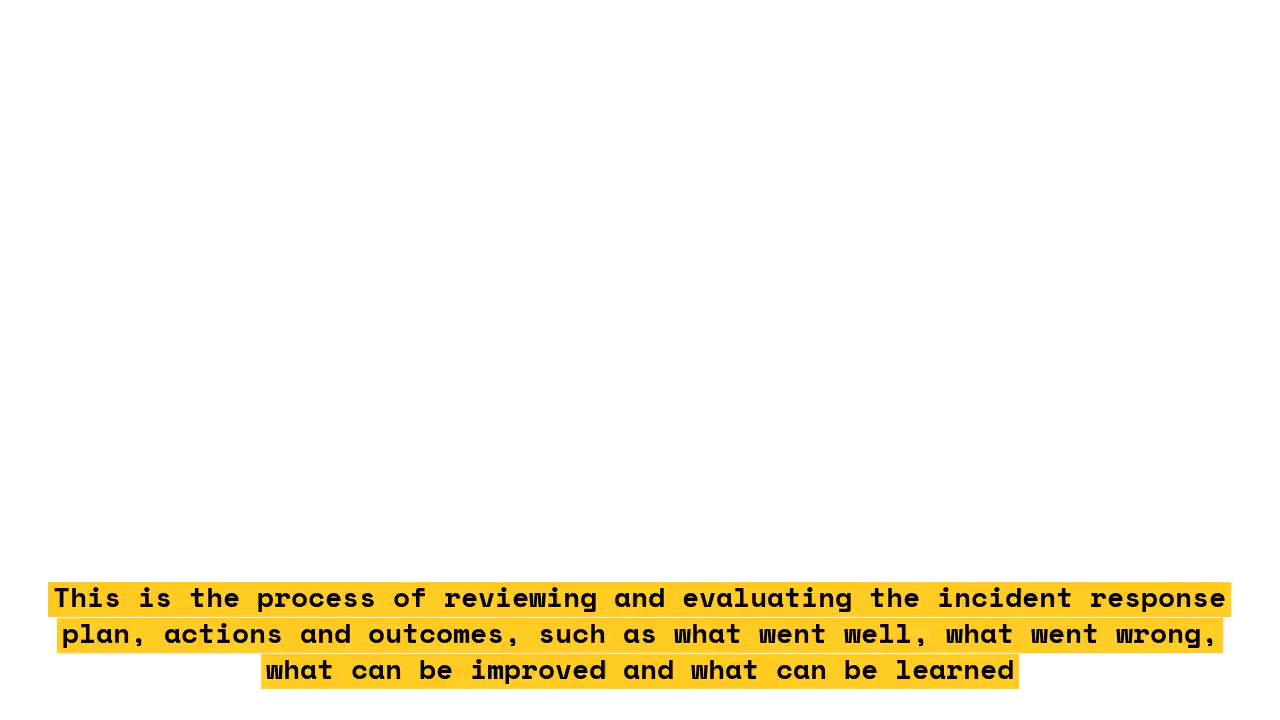 This is the process of reviewing and evaluating the incident response
plan, actions and outcomes, such as what went well, what went wrong,
what can be improved and what can be learned